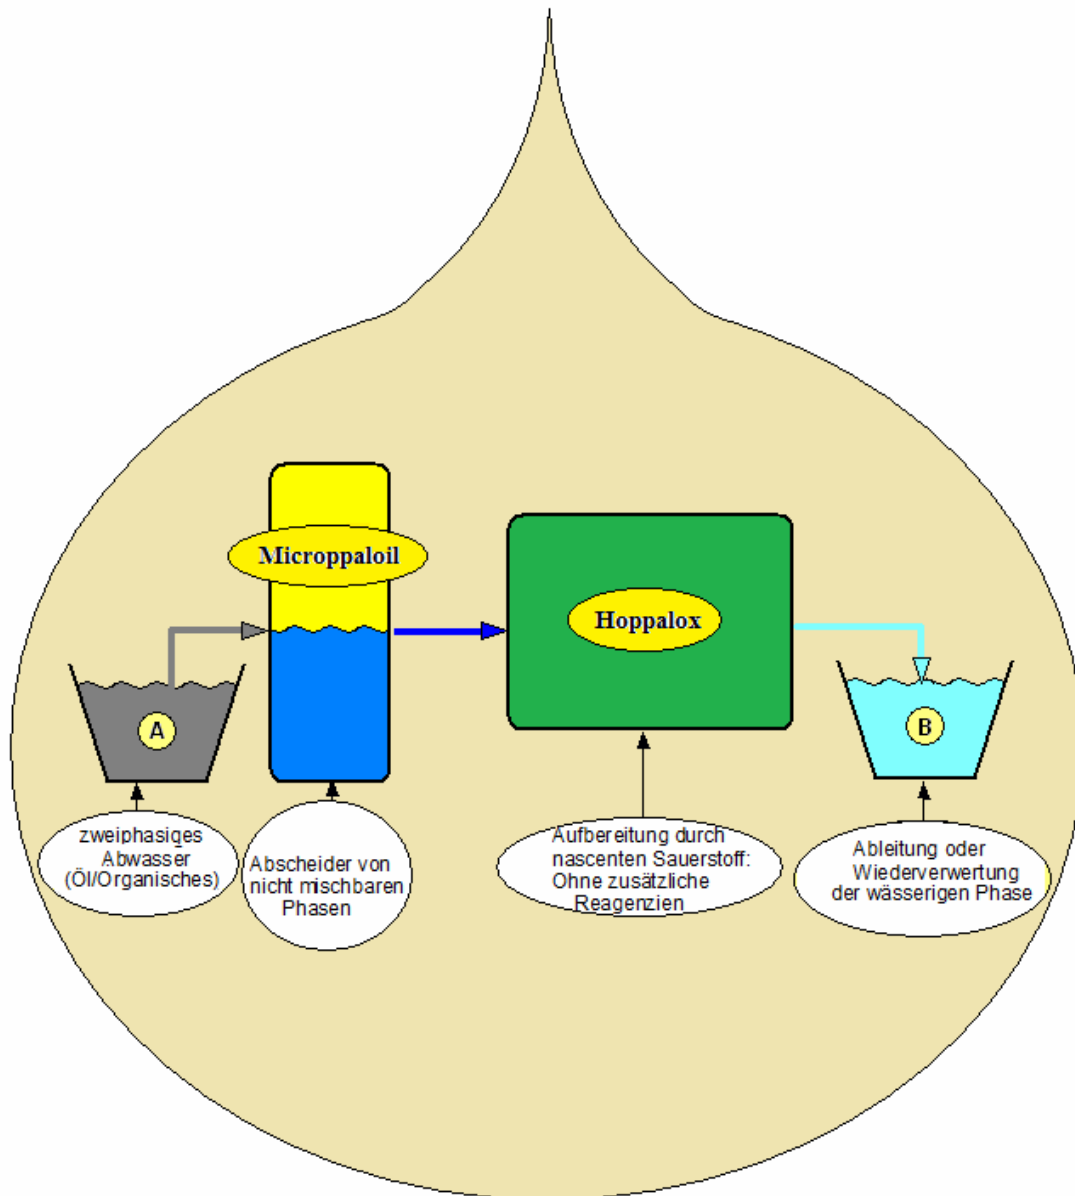 Microppaloil
Hoppalox
A
B
zweiphasiges
Abwasser
(Öl/Organisches)
Abscheider von
nicht mischbaren
Phasen
Aufbereitung durch
nascenten Sauerstoff:
Ohne zusätzliche
Reagenzien
Ableitung oder
Wiederverwertung
der wässerigen Phase